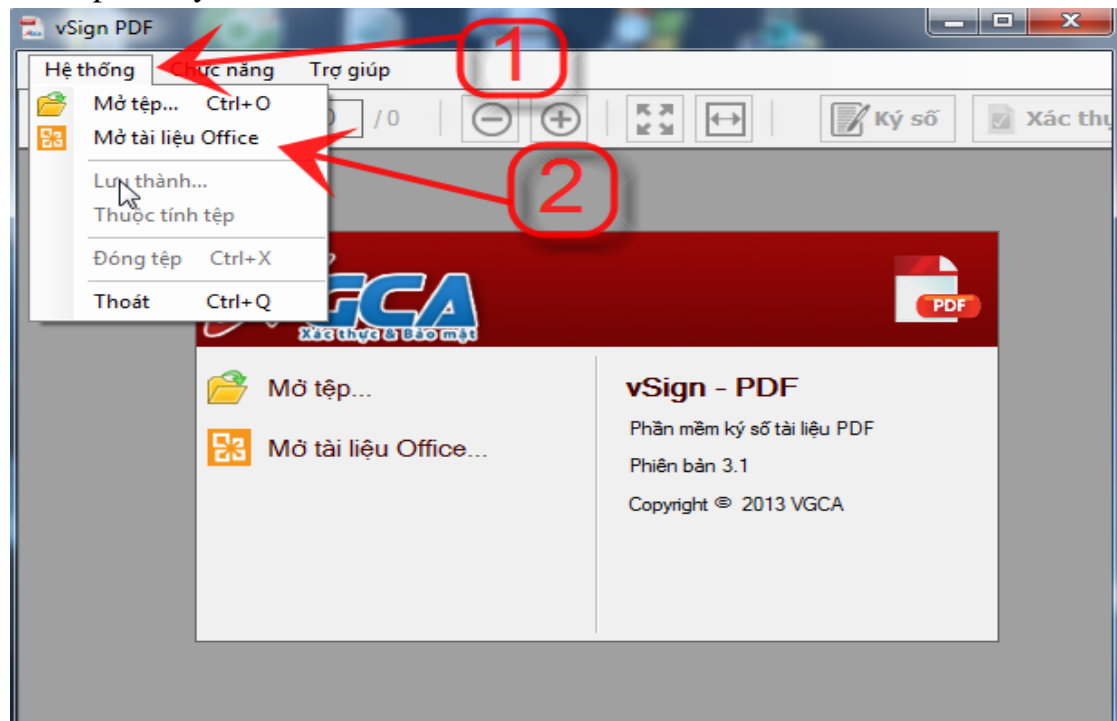 vSign PDF
Hệ thống Chức năng Trợ giúp
1
Mở tệp... Ctrl+O
Mở tài liệu Office
Lưu thành...
Thuộc tính tệp
Đóng tệp Ctrl+X
Thoát Ctrl+Q
/ 0
Ký số
Xác thự
2
VGCA
Xác thực & Bảo mật
PDF
Mở tệp...
Mở tài liệu Office...
vSign - PDF
Phần mềm ký số tài liệu PDF
Phiên bản 3.1
Copyright © 2013 VGCA